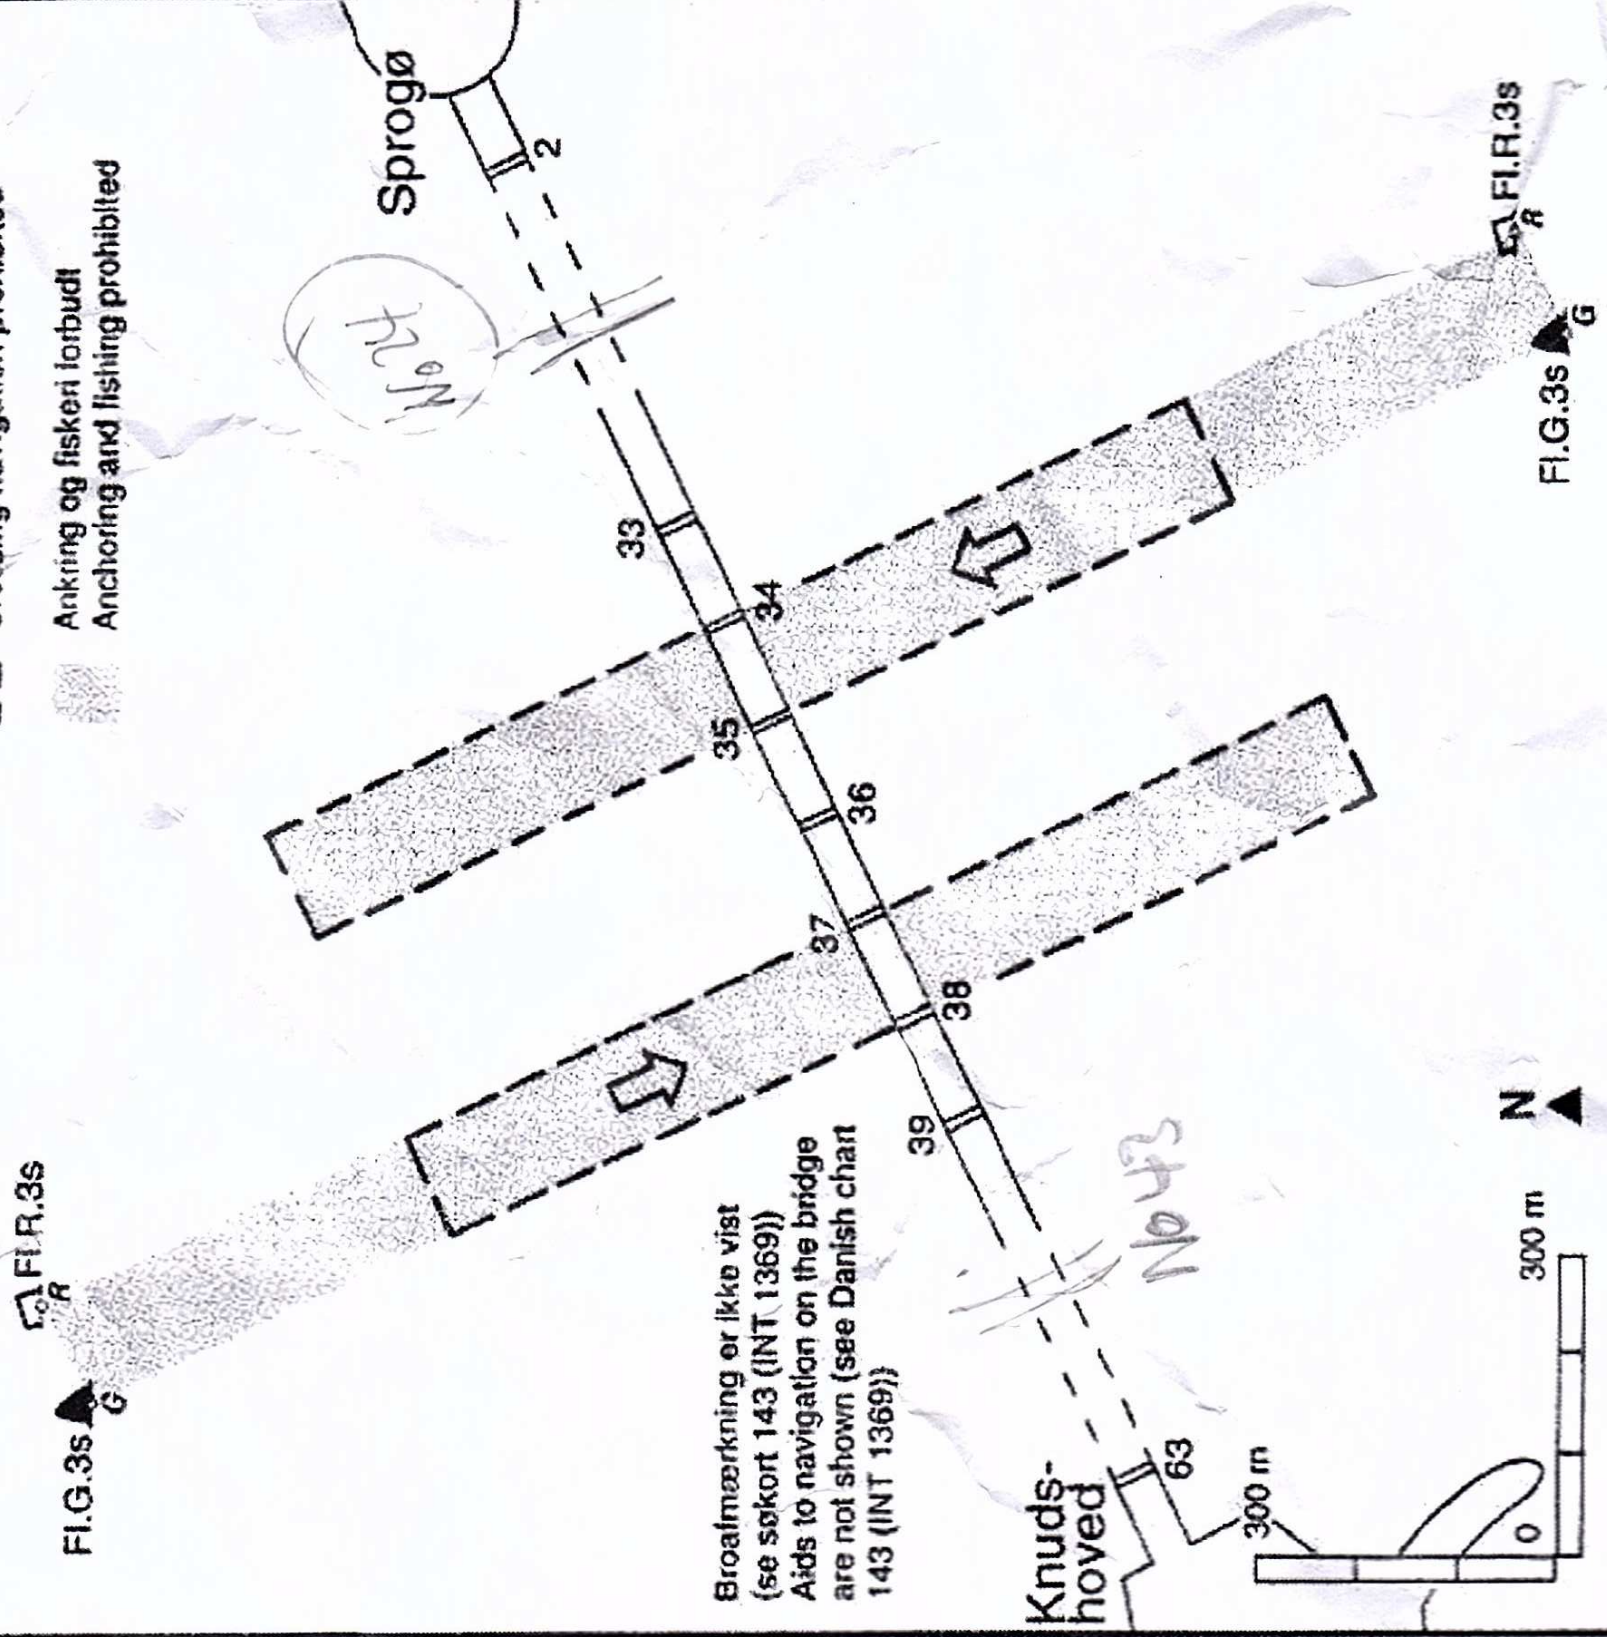 Ankring og fiskeri forbudt
Anchoring and fishing prohibited
Sprogø
2
No 24
33
34
35
36
37
38
39
No 43
63
Knuds-
hoved
Fl.R.3s
R
Fl.G.3s
G
Fl.R.3s
R
Fl.G.3s
G
Broafmærkning er ikke vist
(se søkort 143 (INT 1369))
Aids to navigation on the bridge
are not shown (see Danish chart
143 (INT 1369))
N
300 m
0
300 m